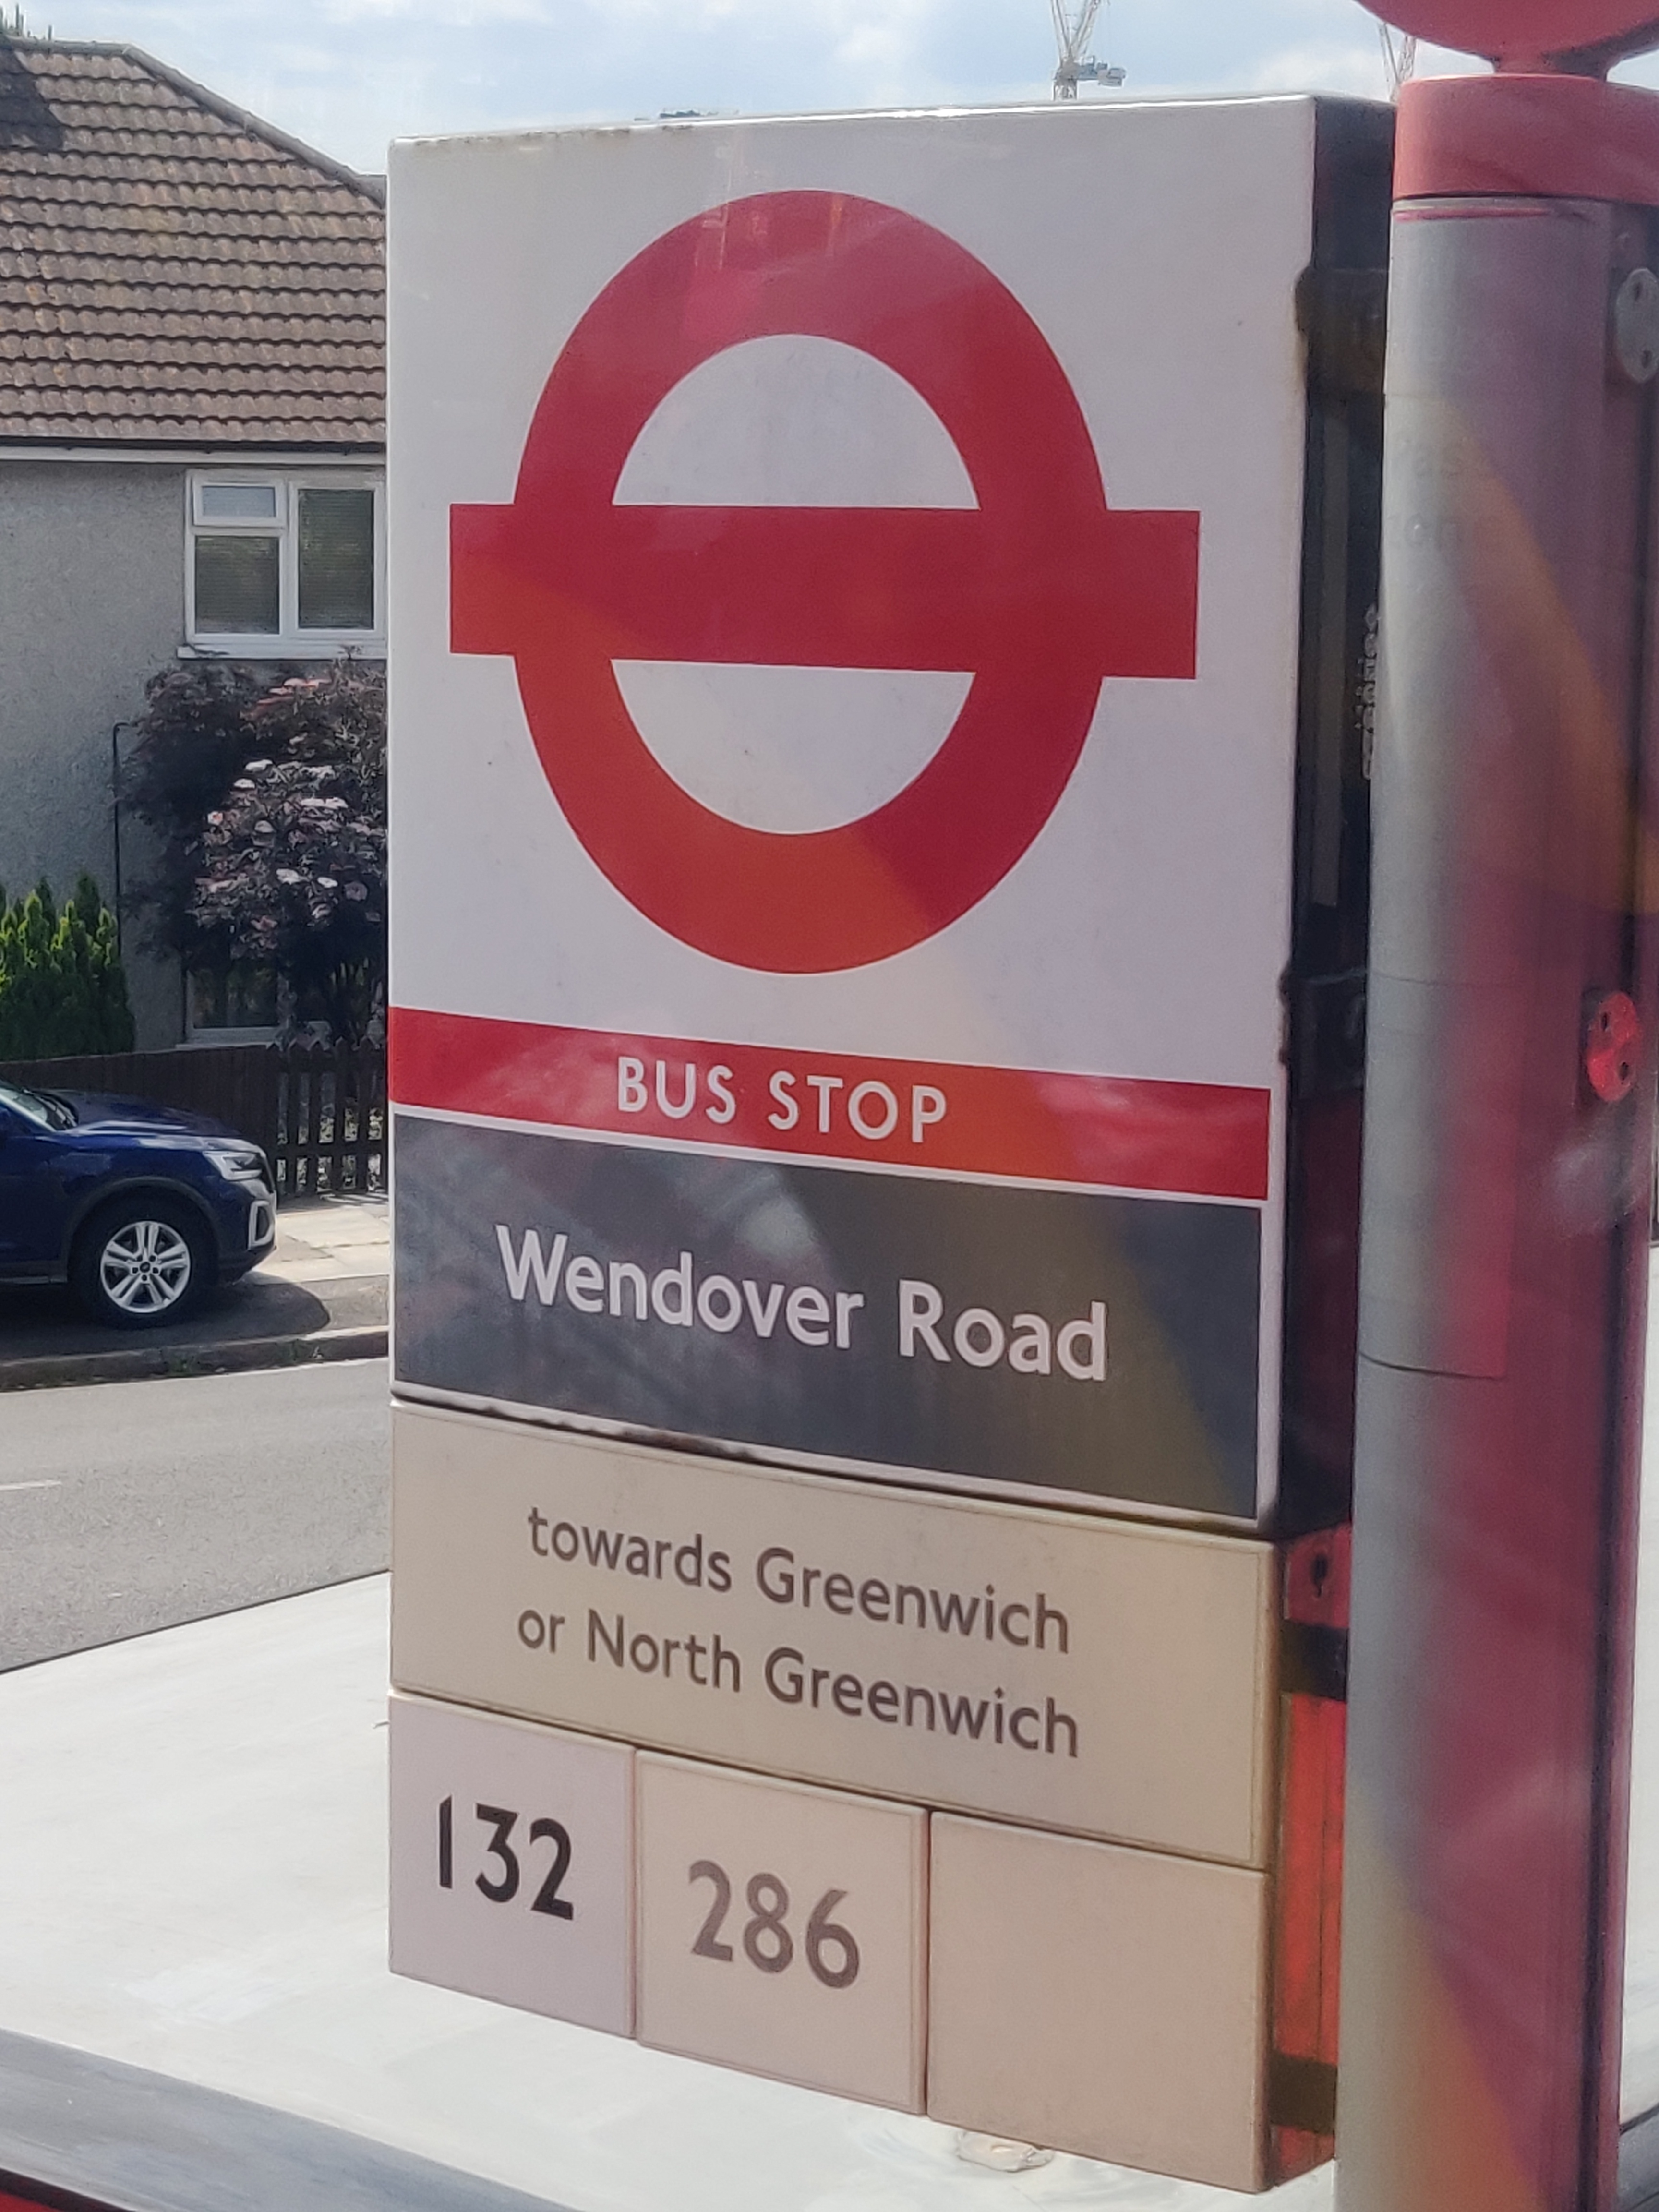 BUS STOP
Wendover Road
towards Greenwich
or North Greenwich
132 286